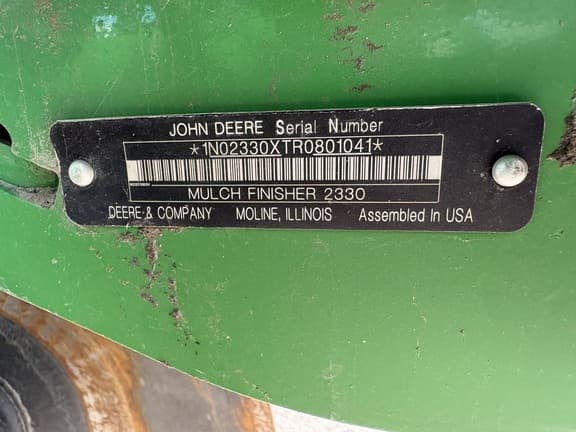 JOHN DEERE Serial Number
*1N02330XTR0801041*
MULCH FINISHER 2330
DEERE & COMPANY MOLINE, ILLINOIS Assembled In USA